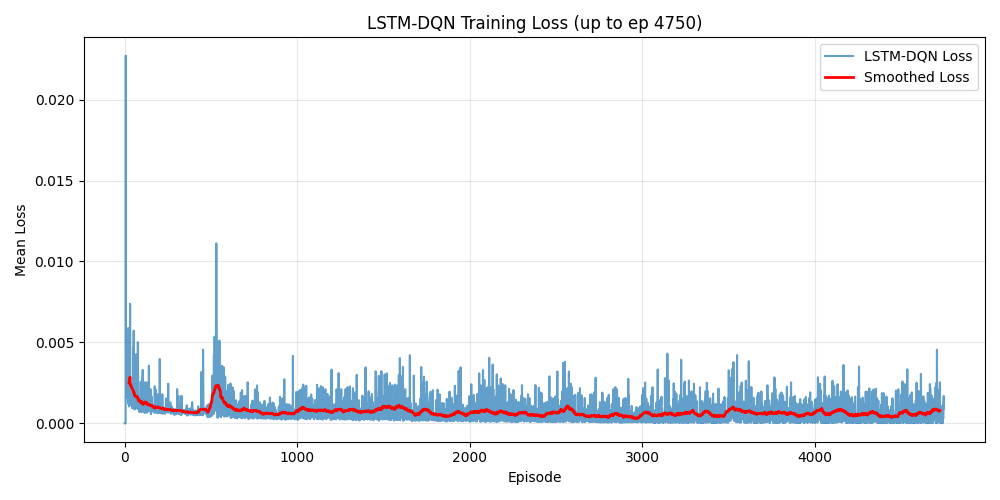 LSTM-DQN Training Loss (up to ep 4750)
LSTM-DQN Loss
Smoothed Loss
Mean Loss
0.020
0.015
0.010
0.005
0.000
0 1000 2000 3000 4000
Episode